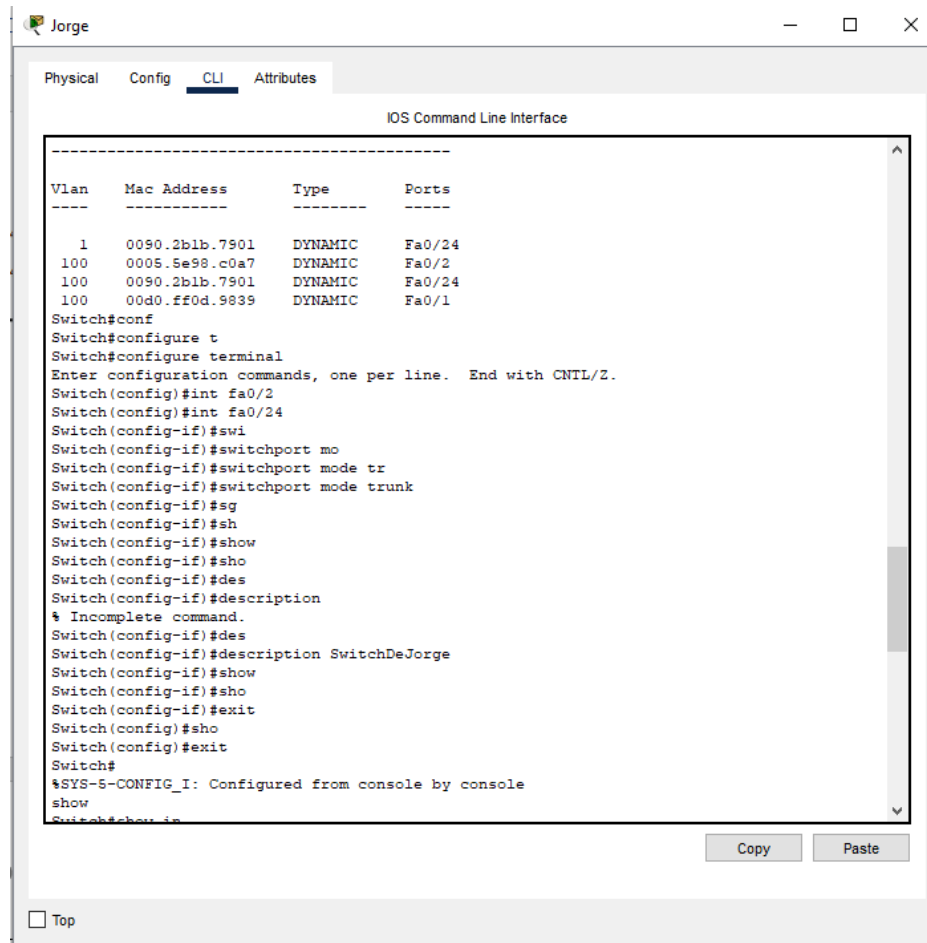 Jorge
Physical Config CLI Attributes
IOS Command Line Interface
-------------------------------------------
Vlan Mac Address Type Ports
---- ----------- -------- -----
1 0090.2b1b.7901 DYNAMIC Fa0/24
100 0005.5e98.c0a7 DYNAMIC Fa0/2
100 0090.2b1b.7901 DYNAMIC Fa0/24
100 00d0.ff0d.9839 DYNAMIC Fa0/1
Switch#conf
Switch#configure t
Switch#configure terminal
Enter configuration commands, one per line. End with CNTL/Z.
Switch(config)#int fa0/2
Switch(config)#int fa0/24
Switch(config-if)#swi
Switch(config-if)#switchport mo
Switch(config-if)#switchport mode tr
Switch(config-if)#switchport mode trunk
Switch(config-if)#sg
Switch(config-if)#sh
Switch(config-if)#show
Switch(config-if)#sho
Switch(config-if)#des
Switch(config-if)#description
% Incomplete command.
Switch(config-if)#des
Switch(config-if)#description SwitchDeJorge
Switch(config-if)#show
Switch(config-if)#sho
Switch(config-if)#exit
Switch(config)#sho
Switch(config)#exit
Switch#
%SYS-5-CONFIG_I: Configured from console by console
show
Switch#show in
Copy Paste
Top